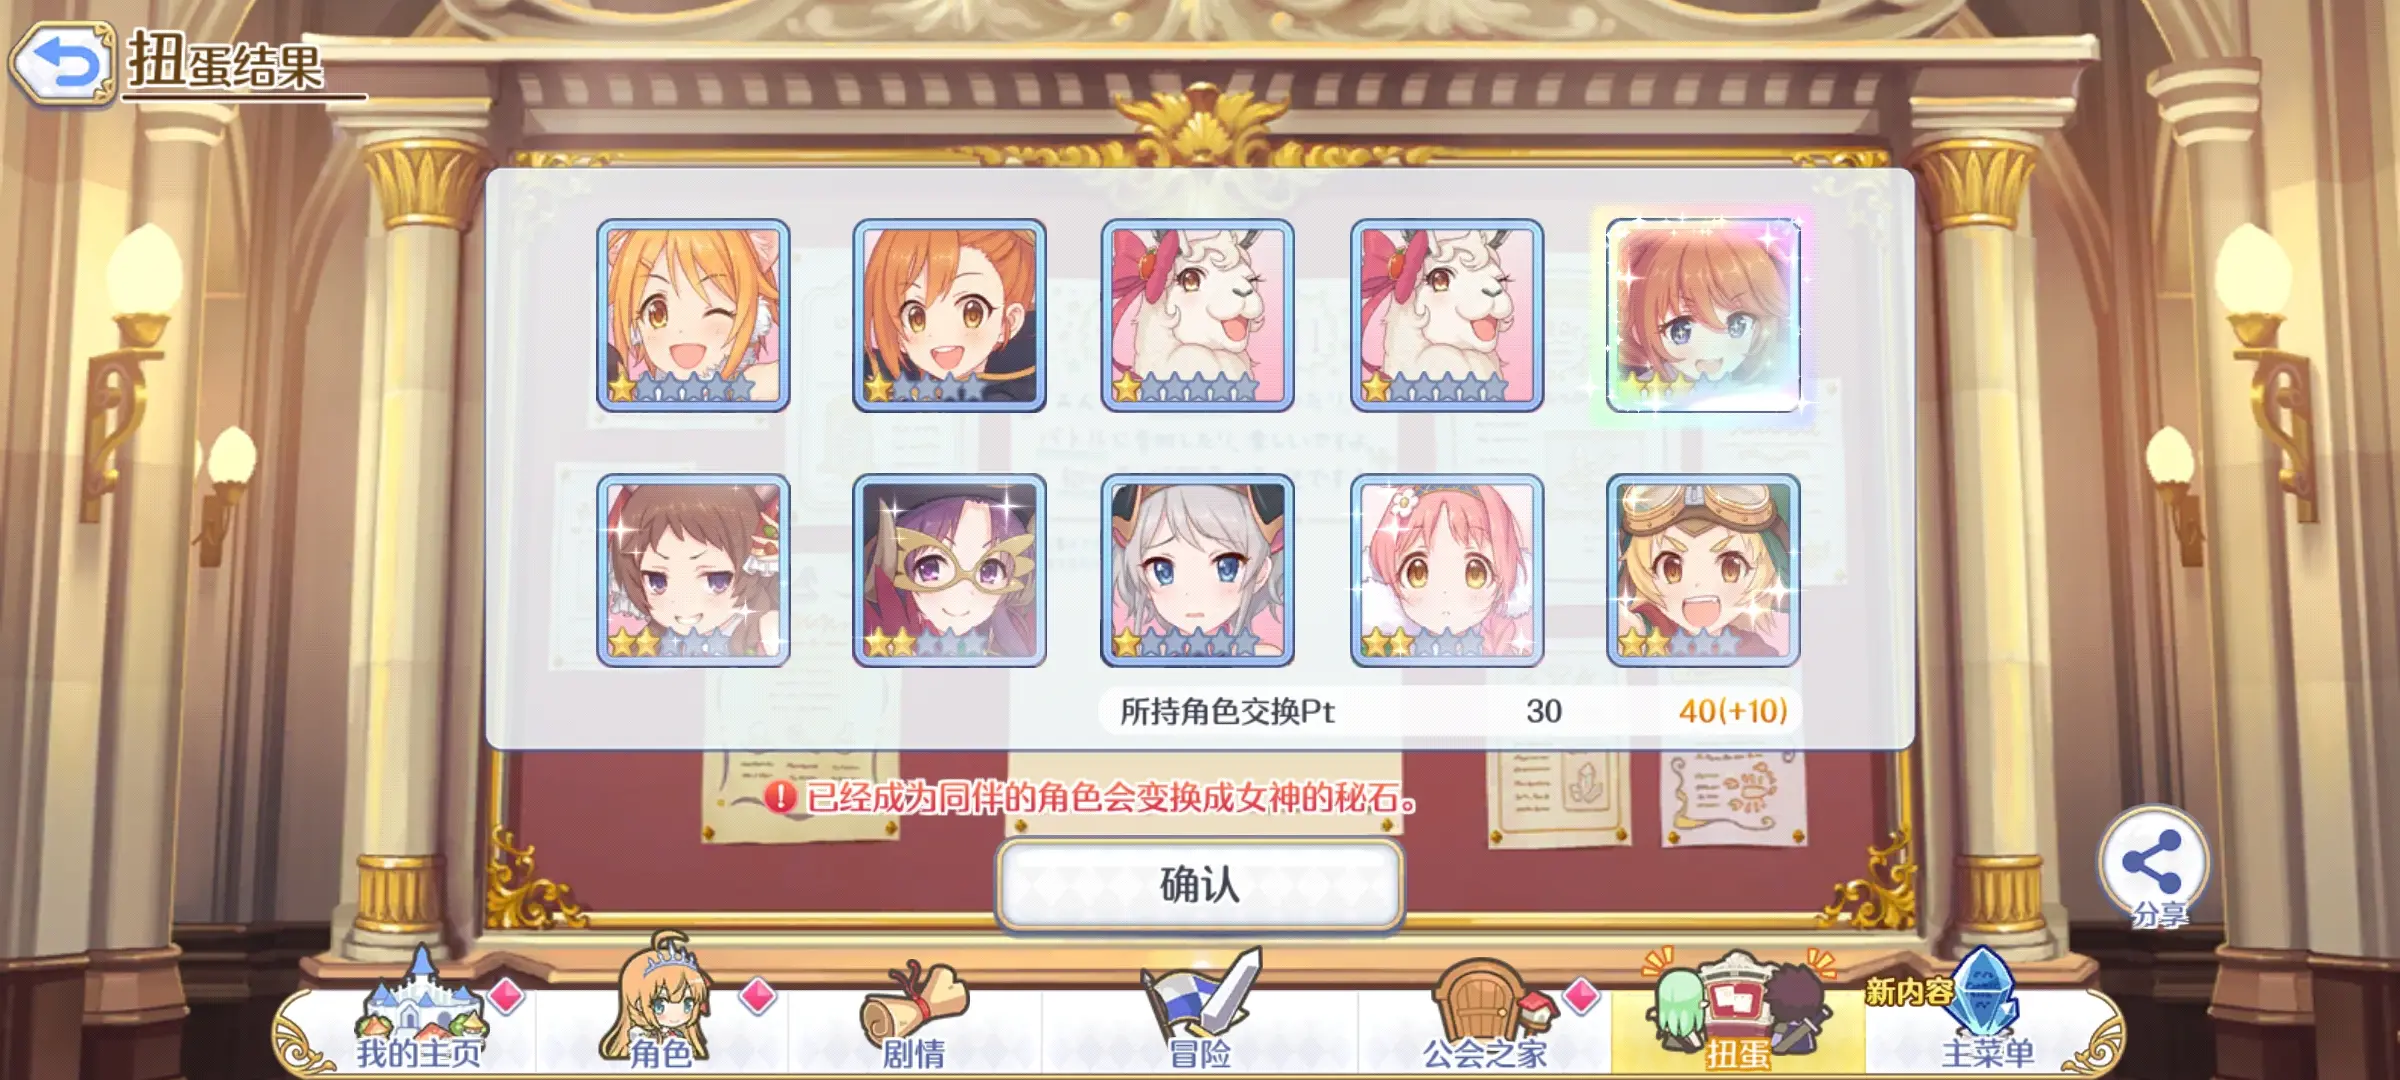 扭蛋结果
所持角色交换Pt 30 40(+10)
已经成为同伴的角色会变换成女神的秘石。
确认
分享
新内容
我的主页 角色 剧情 冒险 公会之家 扭蛋 主菜单